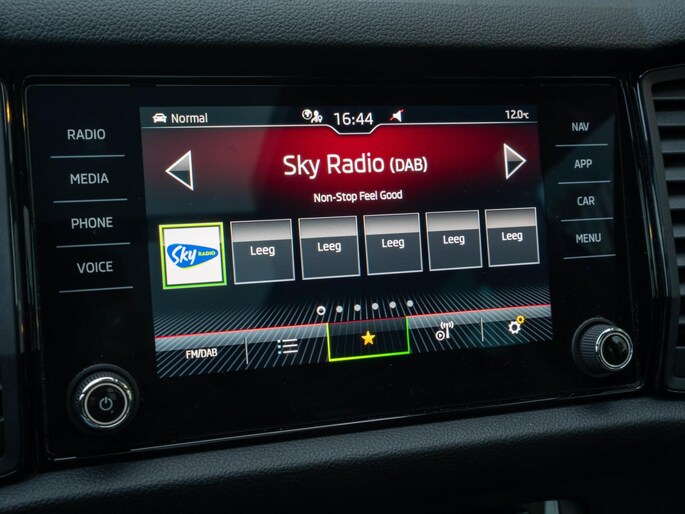 RADIO
MEDIA
PHONE
VOICE
Normal
16:44
12.0°C
Sky Radio (DAB)
Non-Stop Feel Good
Sky RADIO
Leeg
Leeg
Leeg
Leeg
Leeg
FM/DAB
NAV
APP
CAR
MENU